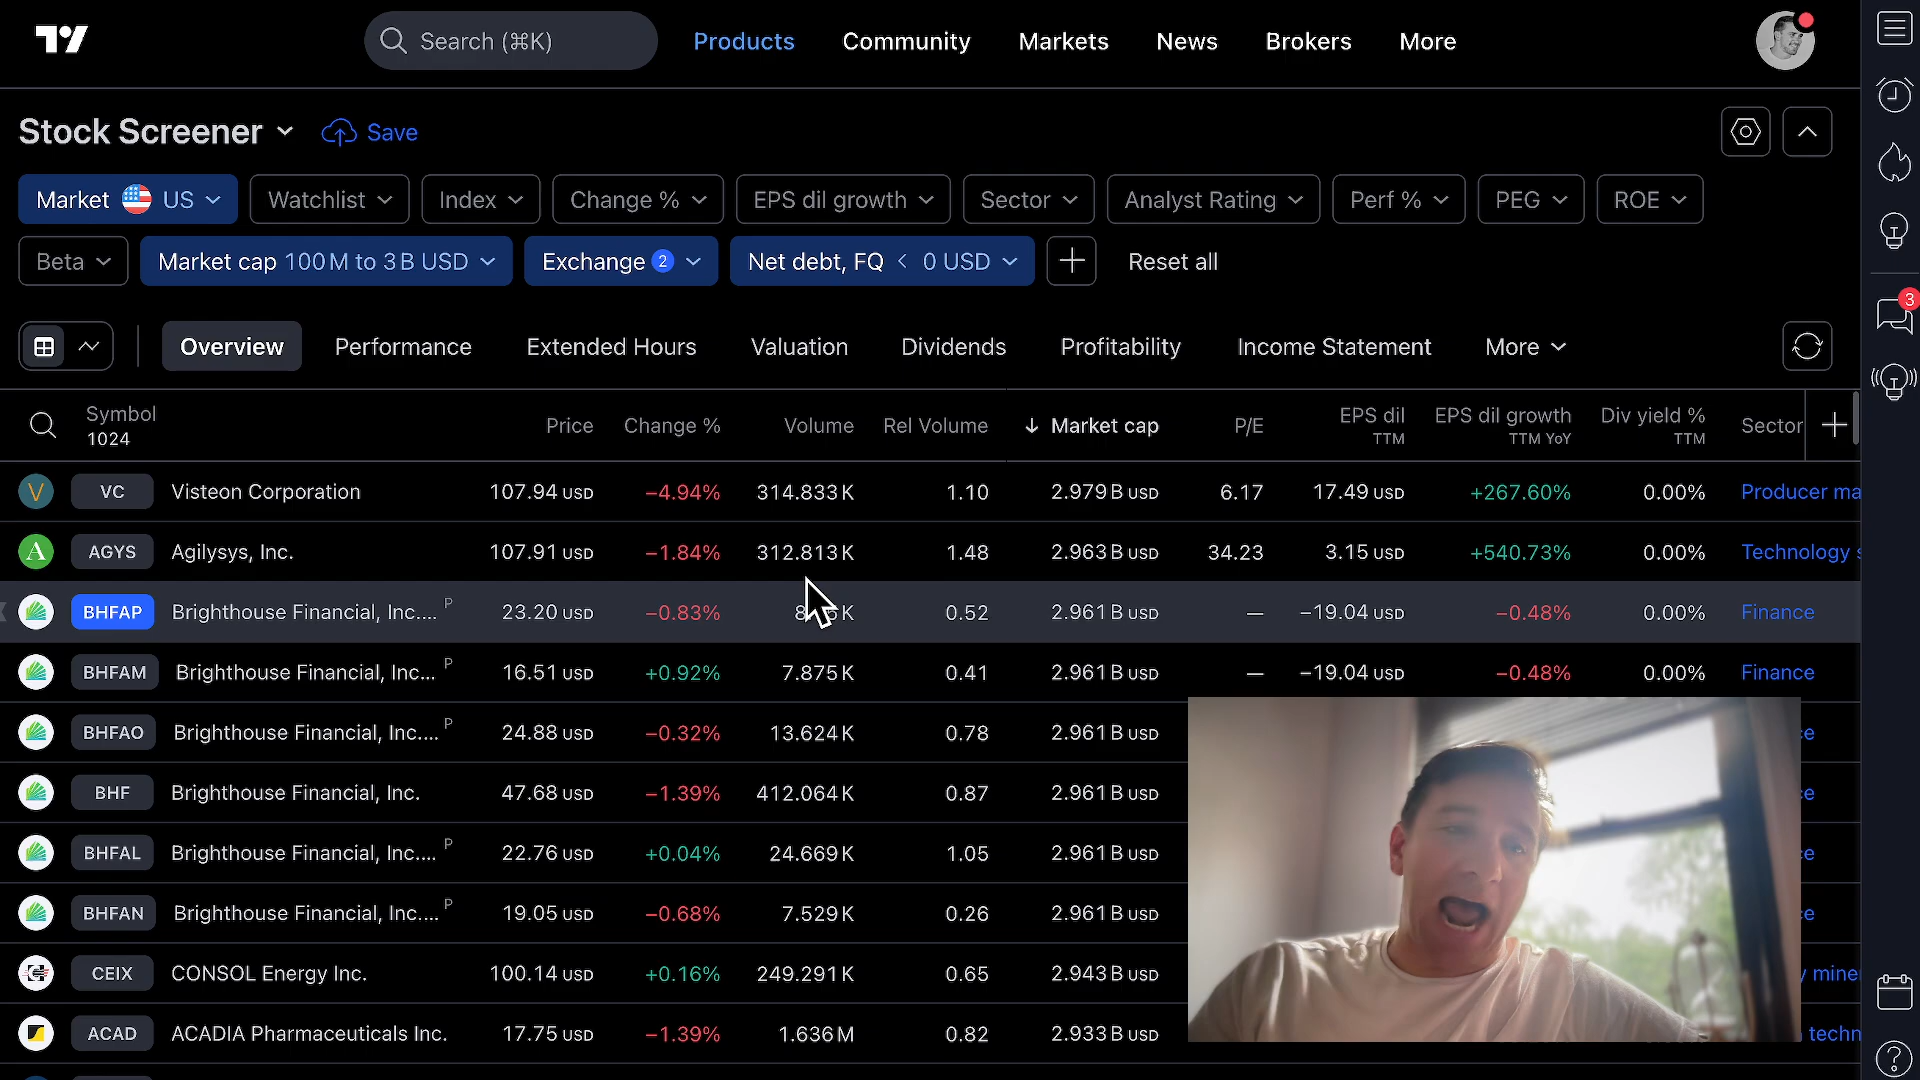 Search (⌘K) Products Community Markets News Brokers More
Stock Screener Save
Market US Watchlist Index Change % EPS dil growth Sector Analyst Rating Perf % PEG ROE
Beta Market cap 100 M to 3 B USD Exchange 2 Net debt, FQ < 0 USD Reset all
3
Overview Performance Extended Hours Valuation Dividends Profitability Income Statement More
Symbol 1024 Price Change % Volume Rel Volume Market cap P/E EPS dil TTM EPS dil growth TTM YoY Div yield % TTM Sector
VC Visteon Corporation 107.94 USD −4.94% 314.833 K 1.10 2.979 B USD 6.17 17.49 USD +267.60% 0.00% Producer ma
A AGYS Agilysys, Inc. 107.91 USD −1.84% 312.813 K 1.48 2.963 B USD 34.23 3.15 USD +540.73% 0.00% Technology s
BHFAP Brighthouse Financial, Inc.... P 23.20 USD −0.83% K 0.52 2.961 B USD — −19.04 USD −0.48% 0.00% Finance
BHFAM Brighthouse Financial, Inc... P 16.51 USD +0.92% 7.875 K 0.41 2.961 B USD — −19.04 USD −0.48% 0.00% Finance
BHFAO Brighthouse Financial, Inc.... P 24.88 USD −0.32% 13.624 K 0.78 2.961 B USD ce
BHF Brighthouse Financial, Inc. 47.68 USD −1.39% 412.064 K 0.87 2.961 B USD ce
BHFAL Brighthouse Financial, Inc.... P 22.76 USD +0.04% 24.669 K 1.05 2.961 B USD ce
BHFAN Brighthouse Financial, Inc.... P 19.05 USD −0.68% 7.529 K 0.26 2.961 B USD ce
CEIX CONSOL Energy Inc. 100.14 USD +0.16% 249.291 K 0.65 2.943 B USD y mine
ACAD ACADIA Pharmaceuticals Inc. 17.75 USD −1.39% 1.636 M 0.82 2.933 B USD techn